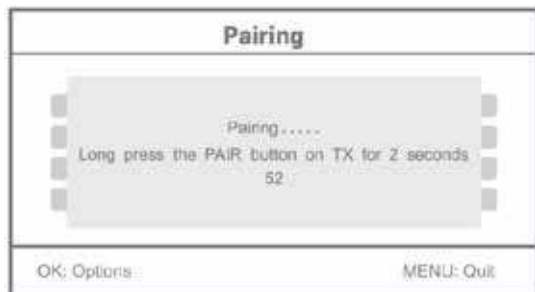 Pairing
Pairing.....
Long press the PAIR button on TX for 2 seconds
52
OK: Options
MENU: Quit